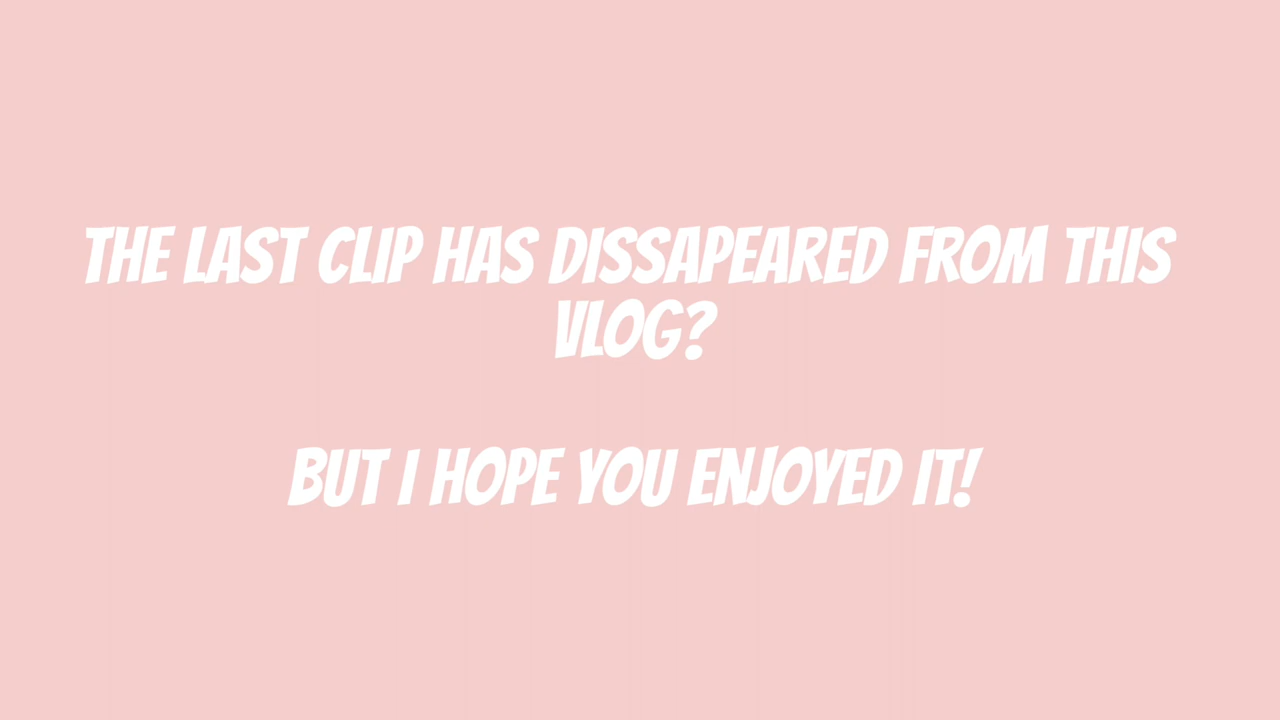 THE LAST CLIP HAS DISSAPEARED FROM THIS
VLOG?
BUT I HOPE YOU ENJOYED IT!